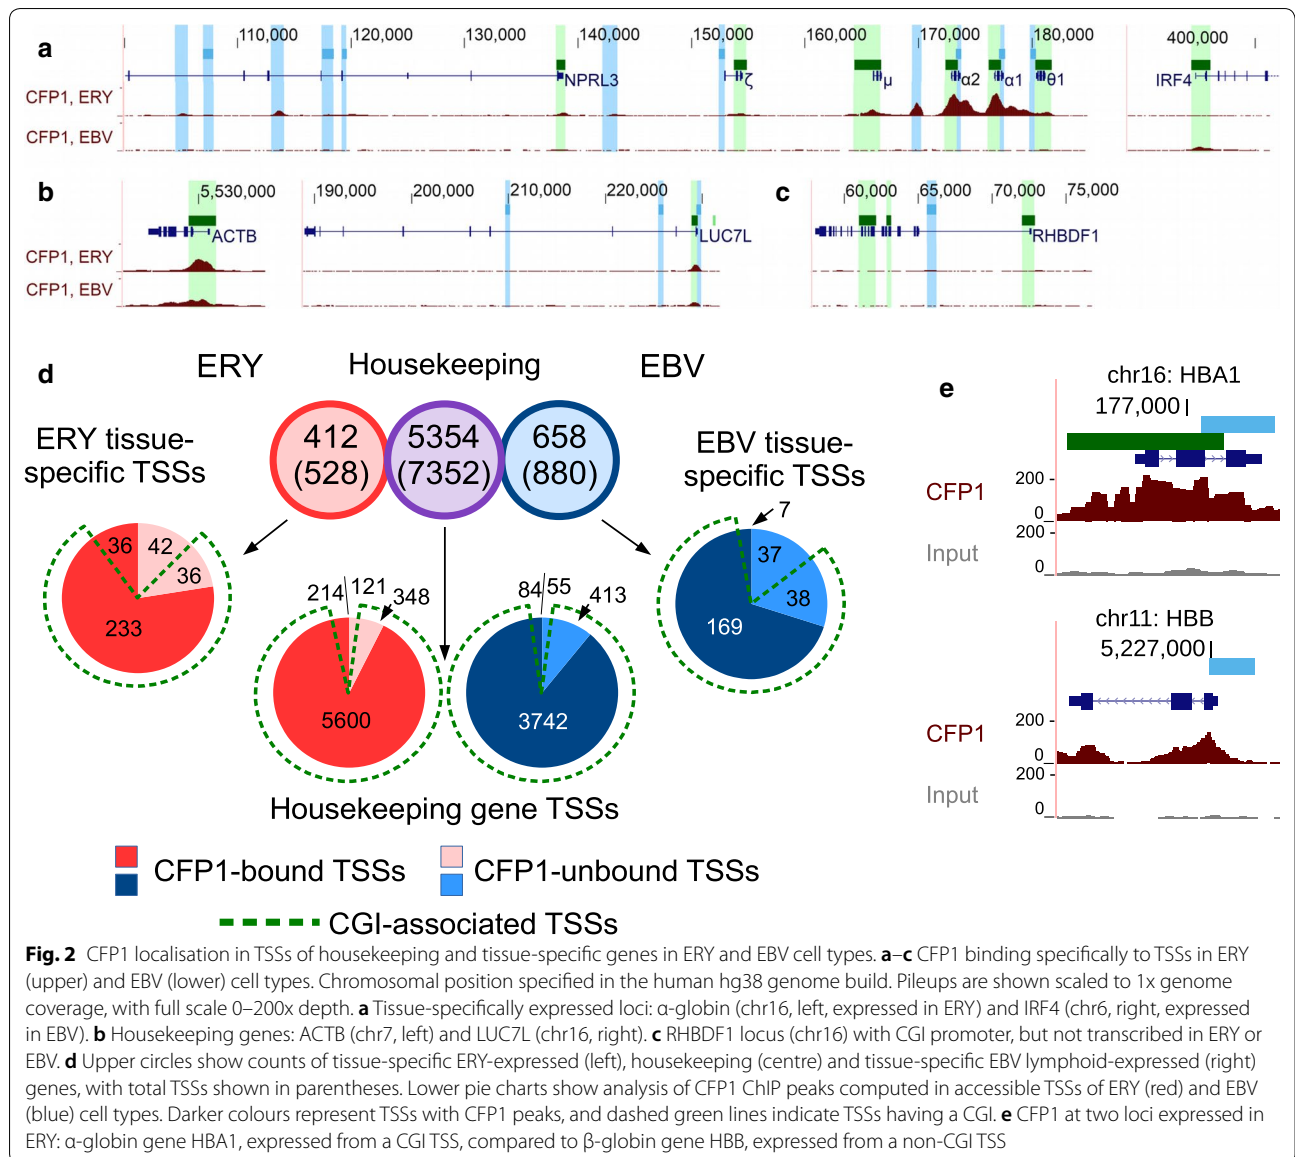 a
110,000 120,000 130,000 140,000 150,000 160,000 170,000 180,000 400,000
NPRL3 ζ μ α2 α1 θ1 IRF4
CFP1, ERY
CFP1, EBV
b
5,530,000 190,000 200,000 210,000 220,000
c
60,000 65,000 70,000 75,000
ACTB LUC7L RHBDF1
CFP1, ERY
CFP1, EBV
d
ERY Housekeeping EBV
ERY tissue-
specific TSSs
412
(528)
5354
(7352)
658
(880)
EBV tissue-
specific TSSs
36 42
36
233
7
37
38
169
214 121 348
5600
84 55 413
3742
Housekeeping gene TSSs
CFP1-bound TSSs CFP1-unbound TSSs
CGI-associated TSSs
e
chr16: HBA1
177,000
200
CFP1
0
200
Input
0
chr11: HBB
5,227,000
200
CFP1
0
200
Input
0
Fig. 2 CFP1 localisation in TSSs of housekeeping and tissue-specific genes in ERY and EBV cell types. a–c CFP1 binding specifically to TSSs in ERY
(upper) and EBV (lower) cell types. Chromosomal position specified in the human hg38 genome build. Pileups are shown scaled to 1x genome
coverage, with full scale 0–200x depth. a Tissue-specifically expressed loci: α-globin (chr16, left, expressed in ERY) and IRF4 (chr6, right, expressed
in EBV). b Housekeeping genes: ACTB (chr7, left) and LUC7L (chr16, right). c RHBDF1 locus (chr16) with CGI promoter, but not transcribed in ERY or
EBV. d Upper circles show counts of tissue-specific ERY-expressed (left), housekeeping (centre) and tissue-specific EBV lymphoid-expressed (right)
genes, with total TSSs shown in parentheses. Lower pie charts show analysis of CFP1 ChIP peaks computed in accessible TSSs of ERY (red) and EBV
(blue) cell types. Darker colours represent TSSs with CFP1 peaks, and dashed green lines indicate TSSs having a CGI. e CFP1 at two loci expressed in
ERY: α-globin gene HBA1, expressed from a CGI TSS, compared to β-globin gene HBB, expressed from a non-CGI TSS